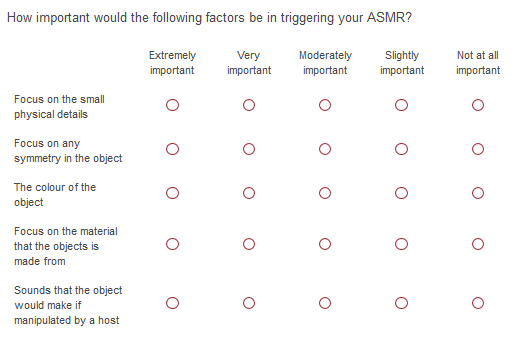 How important would the following factors be in triggering your ASMR?
Extremely important
Very important
Moderately important
Slightly important
Not at all important
Focus on the small
physical details
Focus on any
symmetry in the object
The colour of the
object
Focus on the material
that the objects is
made from
Sounds that the object
would make if
manipulated by a host